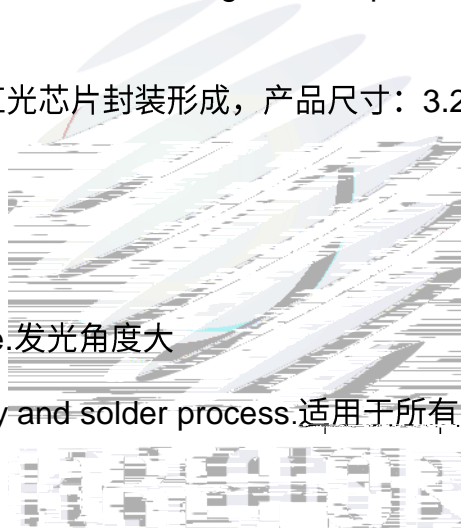 光芯片封装形成，产品尺寸：3.2
.发光角度大
y and solder process.适用于所有